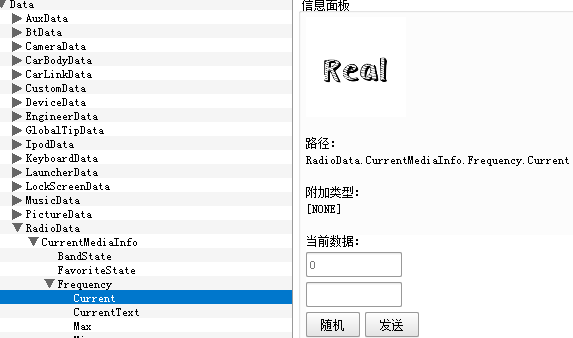 Data
AuxData
BtData
CameraData
CarBodyData
CarLinkData
CustomData
DeviceData
EngineerData
GlobalTipData
IpodData
KeyboardData
LauncherData
LockScreenData
MusicData
PictureData
RadioData
CurrentMediaInfo
BandState
FavoriteState
Frequency
Current
CurrentText
Max
信息面板
Real
路径:
RadioData.CurrentMediaInfo.Frequency.Current
附加类型:
[NONE]
当前数据:
0
随机 发送